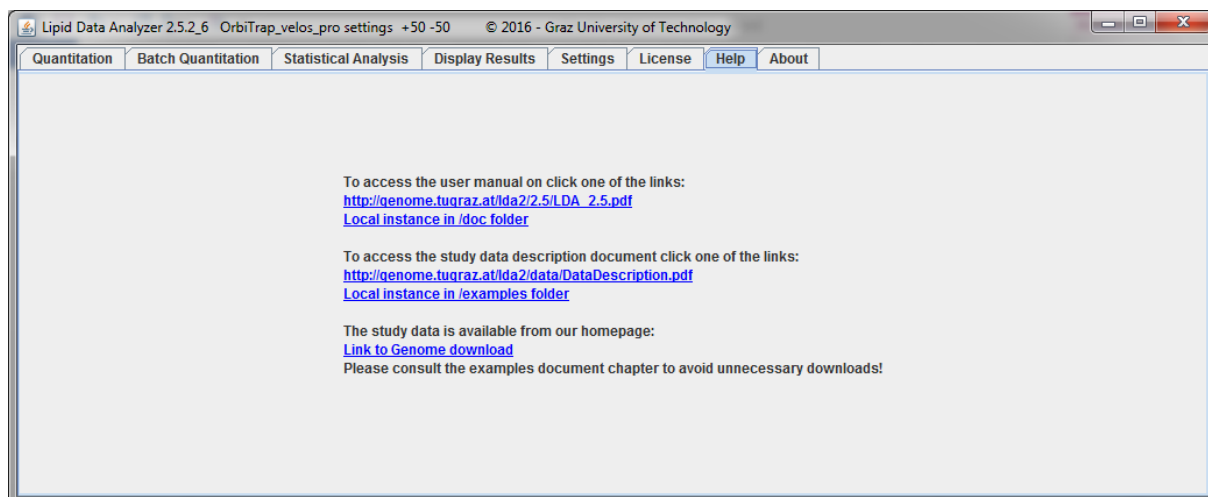 Lipid Data Analyzer 2.5.2_6 OrbiTrap_velos_pro settings +50 -50 © 2016 - Graz University of Technology
Quantitation Batch Quantitation Statistical Analysis Display Results Settings License Help About
To access the user manual on click one of the links:
http://genome.tugraz.at/lda2/2.5/LDA_2.5.pdf
Local instance in /doc folder
To access the study data description document click one of the links:
http://genome.tugraz.at/lda2/data/DataDescription.pdf
Local instance in /examples folder
The study data is available from our homepage:
Link to Genome download
Please consult the examples document chapter to avoid unnecessary downloads!